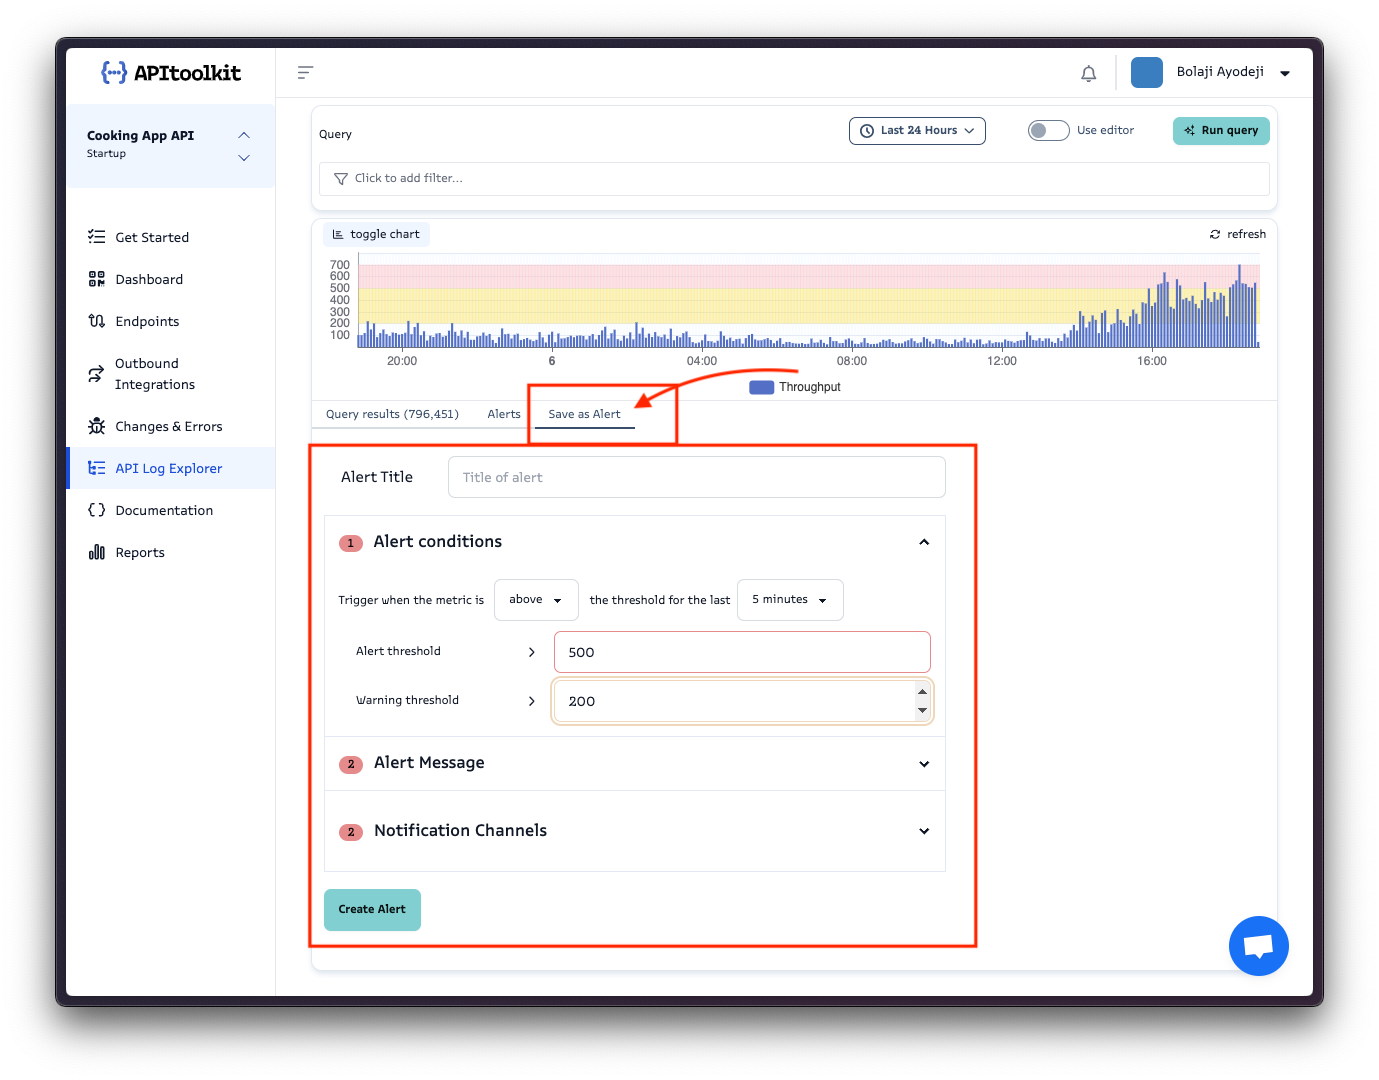 APItoolkit
Bolaji Ayodeji
Cooking App API
Startup
Get Started
Dashboard
Endpoints
Outbound
Integrations
Changes & Errors
API Log Explorer
Documentation
Reports
Query
Last 24 Hours
Use editor
Run query
Click to add filter...
toggle chart
refresh
700
600
500
400
300
200
100
20:00 6 04:00 08:00 12:00 16:00
Throughput
Query results (796,451) Alerts Save as Alert
Alert Title Title of alert
1 Alert conditions
Trigger when the metric is above the threshold for the last 5 minutes
Alert threshold > 500
Warning threshold > 200
2 Alert Message
2 Notification Channels
Create Alert